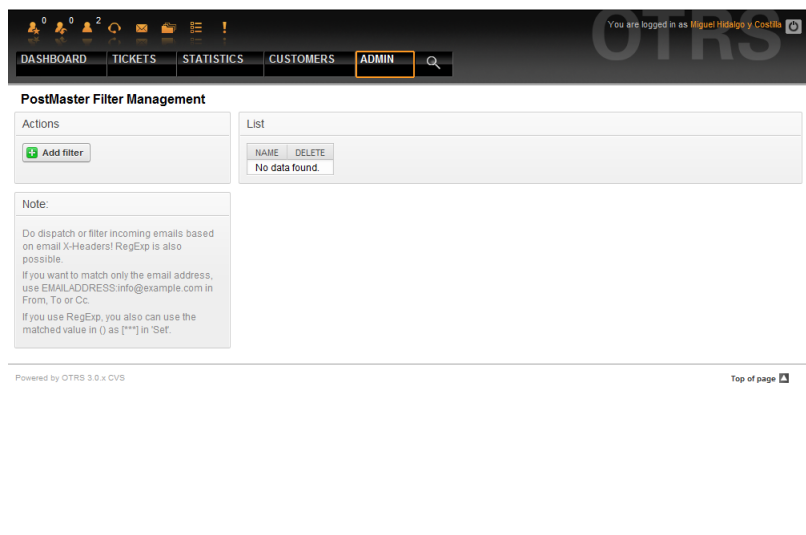 0 0 2
OTRS
You are logged in as Miguel Hidalgo y Costilla
DASHBOARD TICKETS STATISTICS CUSTOMERS ADMIN
PostMaster Filter Management
Actions
Add filter
List
NAME DELETE
No data found.
Note:
Do dispatch or filter incoming emails based
on email X-Headers! RegExp is also
possible.
If you want to match only the email address,
use EMAILADDRESS:info@example.com in
From, To or Cc.
If you use RegExp, you also can use the
matched value in () as [***] in 'Set'.
Powered by OTRS 3.0.x CVS
Top of page